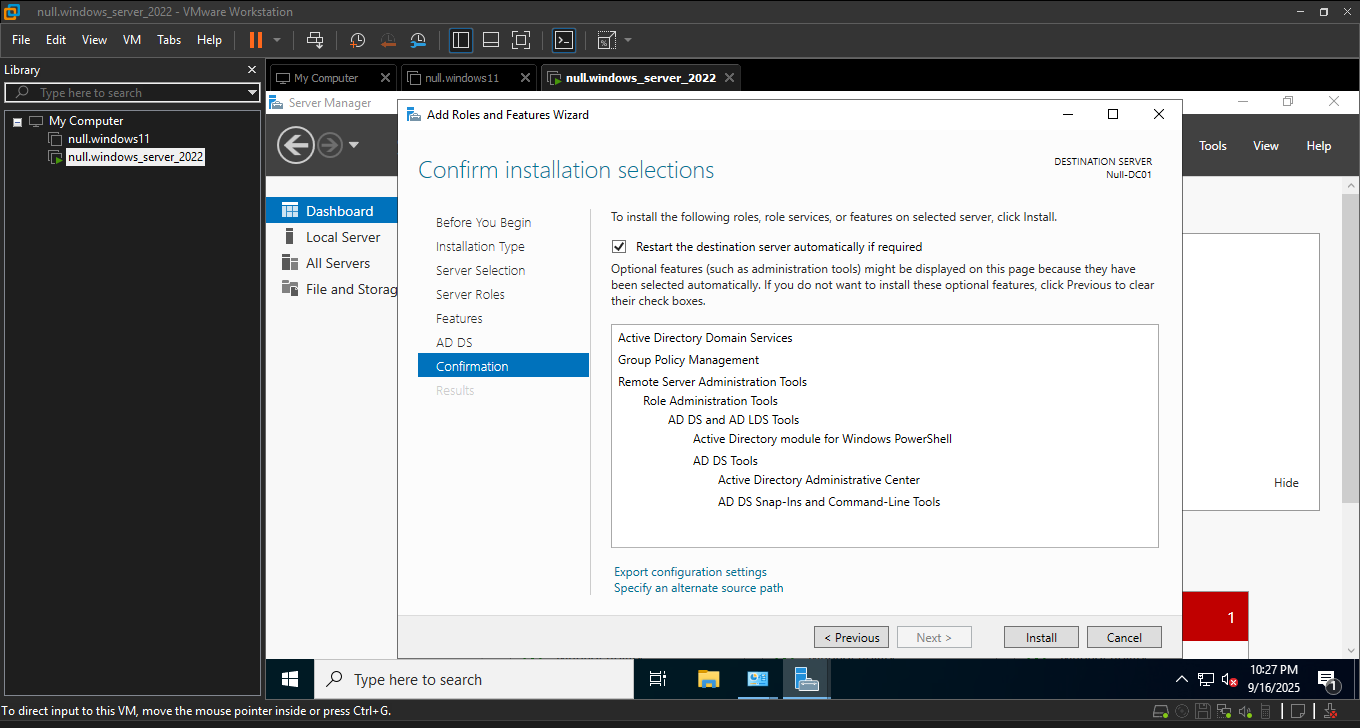 null.windows_server_2022 - VMware Workstation
File Edit View VM Tabs Help
Library
Type here to search
My Computer
null.windows11
null.windows_server_2022
My Computer
null.windows11
null.windows_server_2022
Server Manager
Tools View Help
Dashboard
Local Server
All Servers
File and Storag
Add Roles and Features Wizard
Confirm installation selections
DESTINATION SERVER
Null-DC01
Before You Begin
Installation Type
Server Selection
Server Roles
Features
AD DS
Confirmation
Results
To install the following roles, role services, or features on selected server, click Install.
Restart the destination server automatically if required
Optional features (such as administration tools) might be displayed on this page because they have
been selected automatically. If you do not want to install these optional features, click Previous to clear
their check boxes.
Active Directory Domain Services
Group Policy Management
Remote Server Administration Tools
Role Administration Tools
AD DS and AD LDS Tools
Active Directory module for Windows PowerShell
AD DS Tools
Active Directory Administrative Center
AD DS Snap-Ins and Command-Line Tools
Export configuration settings
Specify an alternate source path
< Previous
Next >
Install
Cancel
Hide
1
Type here to search
10:27 PM
9/16/2025
1
To direct input to this VM, move the mouse pointer inside or press Ctrl+G.